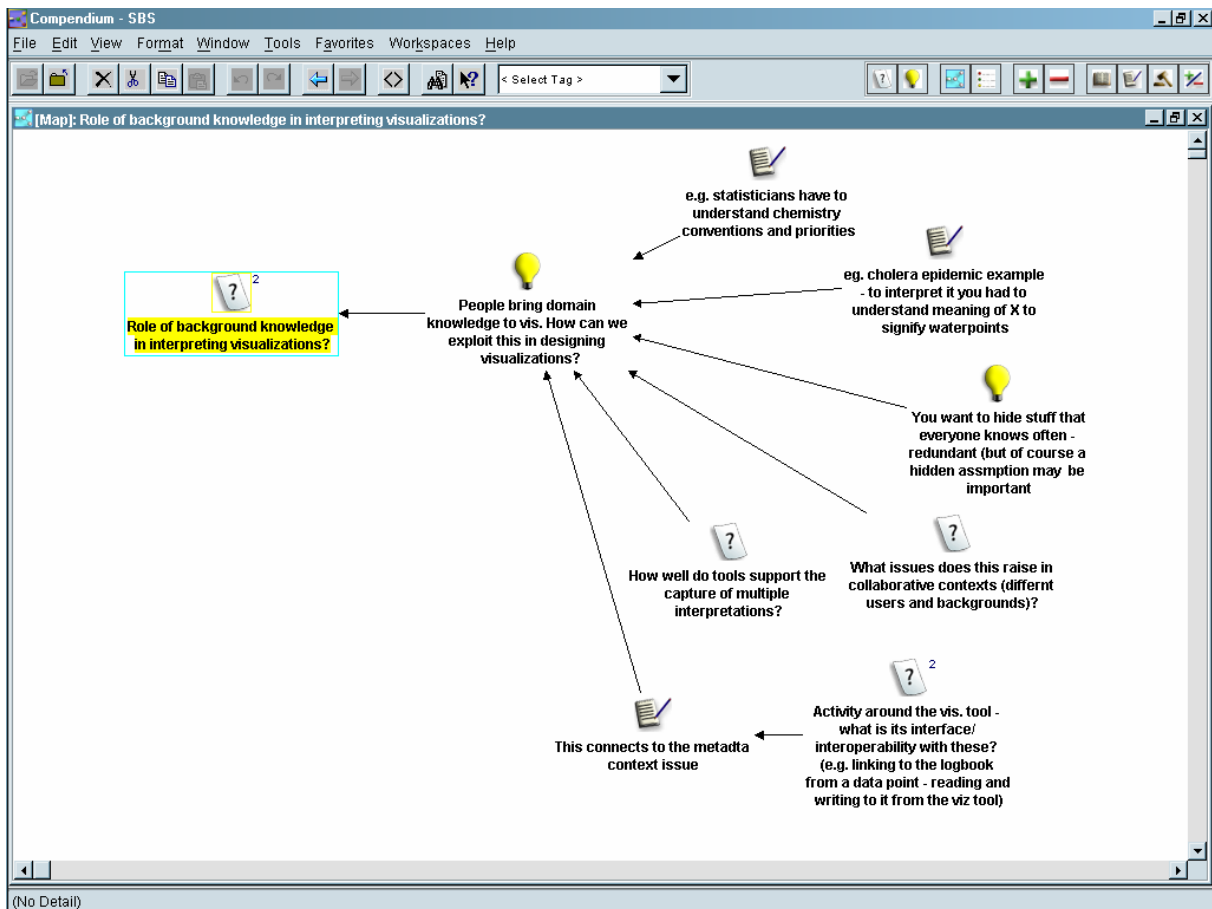 Compendium - SBS
File Edit View Format Window Tools Favorites Workspaces Help
< Select Tag >
[Map]: Role of background knowledge in interpreting visualizations?
e.g. statisticians have to
understand chemistry
conventions and priorities
eg. cholera epidemic example
- to interpret it you had to
understand meaning of X to
signify waterpoints
2
Role of background knowledge
in interpreting visualizations?
People bring domain
knowledge to vis. How can we
exploit this in designing
visualizations?
You want to hide stuff that
everyone knows often -
redundant (but of course a
hidden assmption may be
important
How well do tools support the
capture of multiple
interpretations?
What issues does this raise in
collaborative contexts (differnt
users and backgrounds)?
2
Activity around the vis. tool -
what is its interface/
interoperability with these?
(e.g. linking to the logbook
from a data point - reading and
writing to it from the viz tool)
This connects to the metadta
context issue
(No Detail)